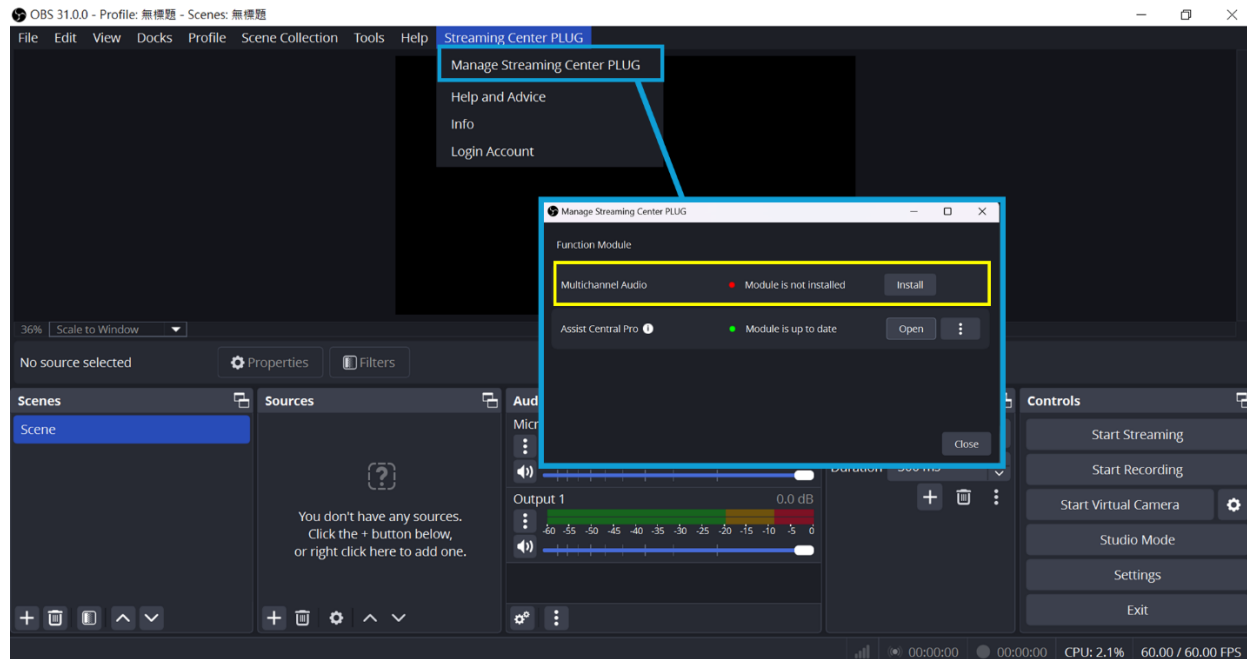 OBS 31.0.0 - Profile: 無標題 - Scenes: 無標題
File Edit View Docks Profile Scene Collection Tools Help Streaming Center PLUG
Manage Streaming Center PLUG
Help and Advice
Info
Login Account
Manage Streaming Center PLUG
Function Module
Multichannel Audio Module is not installed Install
Assist Central Pro Module is up to date Open
Close
36% Scale to Window
No source selected Properties Filters
Scenes
Scene
Sources
You don't have any sources.
Click the + button below,
or right click here to add one.
Aud
Micr
Output 1 0.0 dB
-60 -55 -50 -45 -40 -35 -30 -25 -20 -15 -10 -5 0
Controls
Start Streaming
Start Recording
Start Virtual Camera
Studio Mode
Settings
Exit
00:00:00 00:00:00 CPU: 2.1% 60.00 / 60.00 FPS